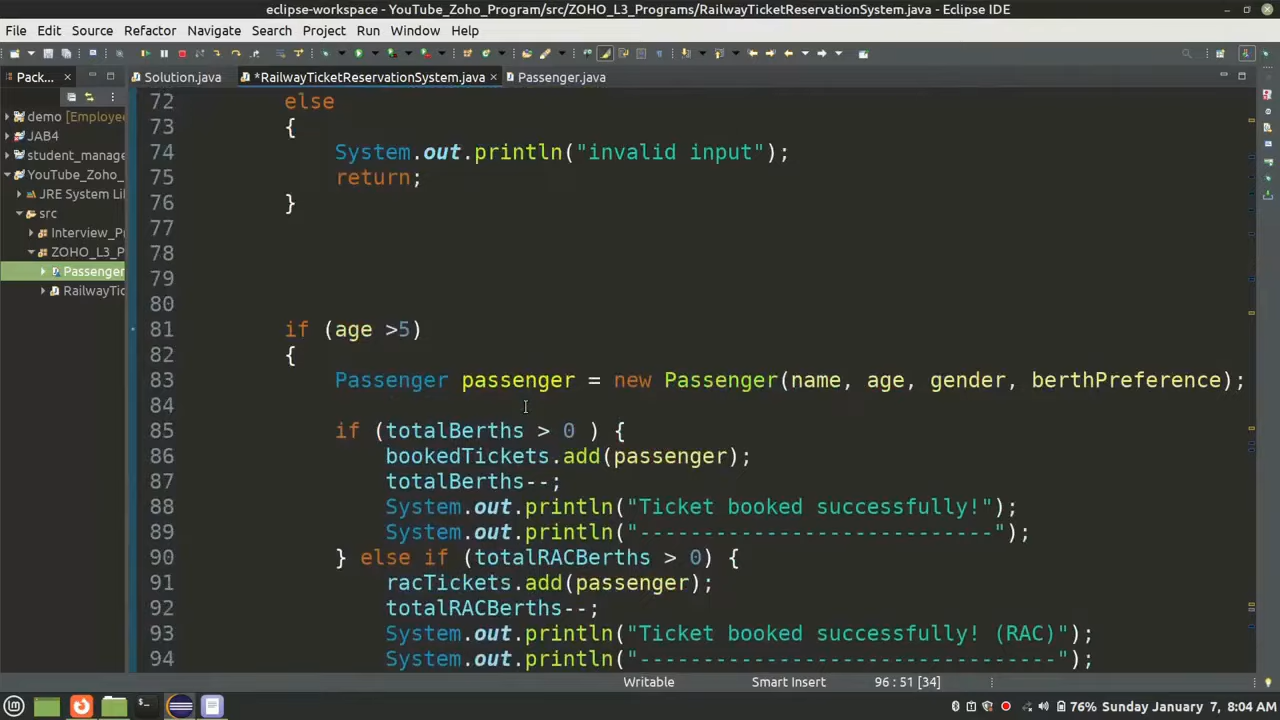 eclipse-workspace - YouTube_Zoho_Program/src/ZOHO_L3_Programs/RailwayTicketReservationSystem.java - Eclipse IDE
File Edit Source Refactor Navigate Search Project Run Window Help
Pack... Solution.java *RailwayTicketReservationSystem.java Passenger.java
demo [Employee
JAB4
student_manage
YouTube_Zoho_
JRE System Lib
src
Interview_Pr
ZOHO_L3_P
Passenger
RailwayTic
72 else
73 {
74 System.out.println("invalid input");
75 return;
76 }
77
78
79
80
81 if (age >5)
82 {
83 Passenger passenger = new Passenger(name, age, gender, berthPreference);
84
85 if (totalBerths > 0 ) {
86 bookedTickets.add(passenger);
87 totalBerths--;
88 System.out.println("Ticket booked successfully!");
89 System.out.println("----------------------------");
90 } else if (totalRACBerths > 0) {
91 racTickets.add(passenger);
92 totalRACBerths--;
93 System.out.println("Ticket booked successfully! (RAC)");
94 System.out.println("---------------------------------");
Writable Smart Insert 96 : 51 [34]
76% Sunday January 7, 8:04 AM